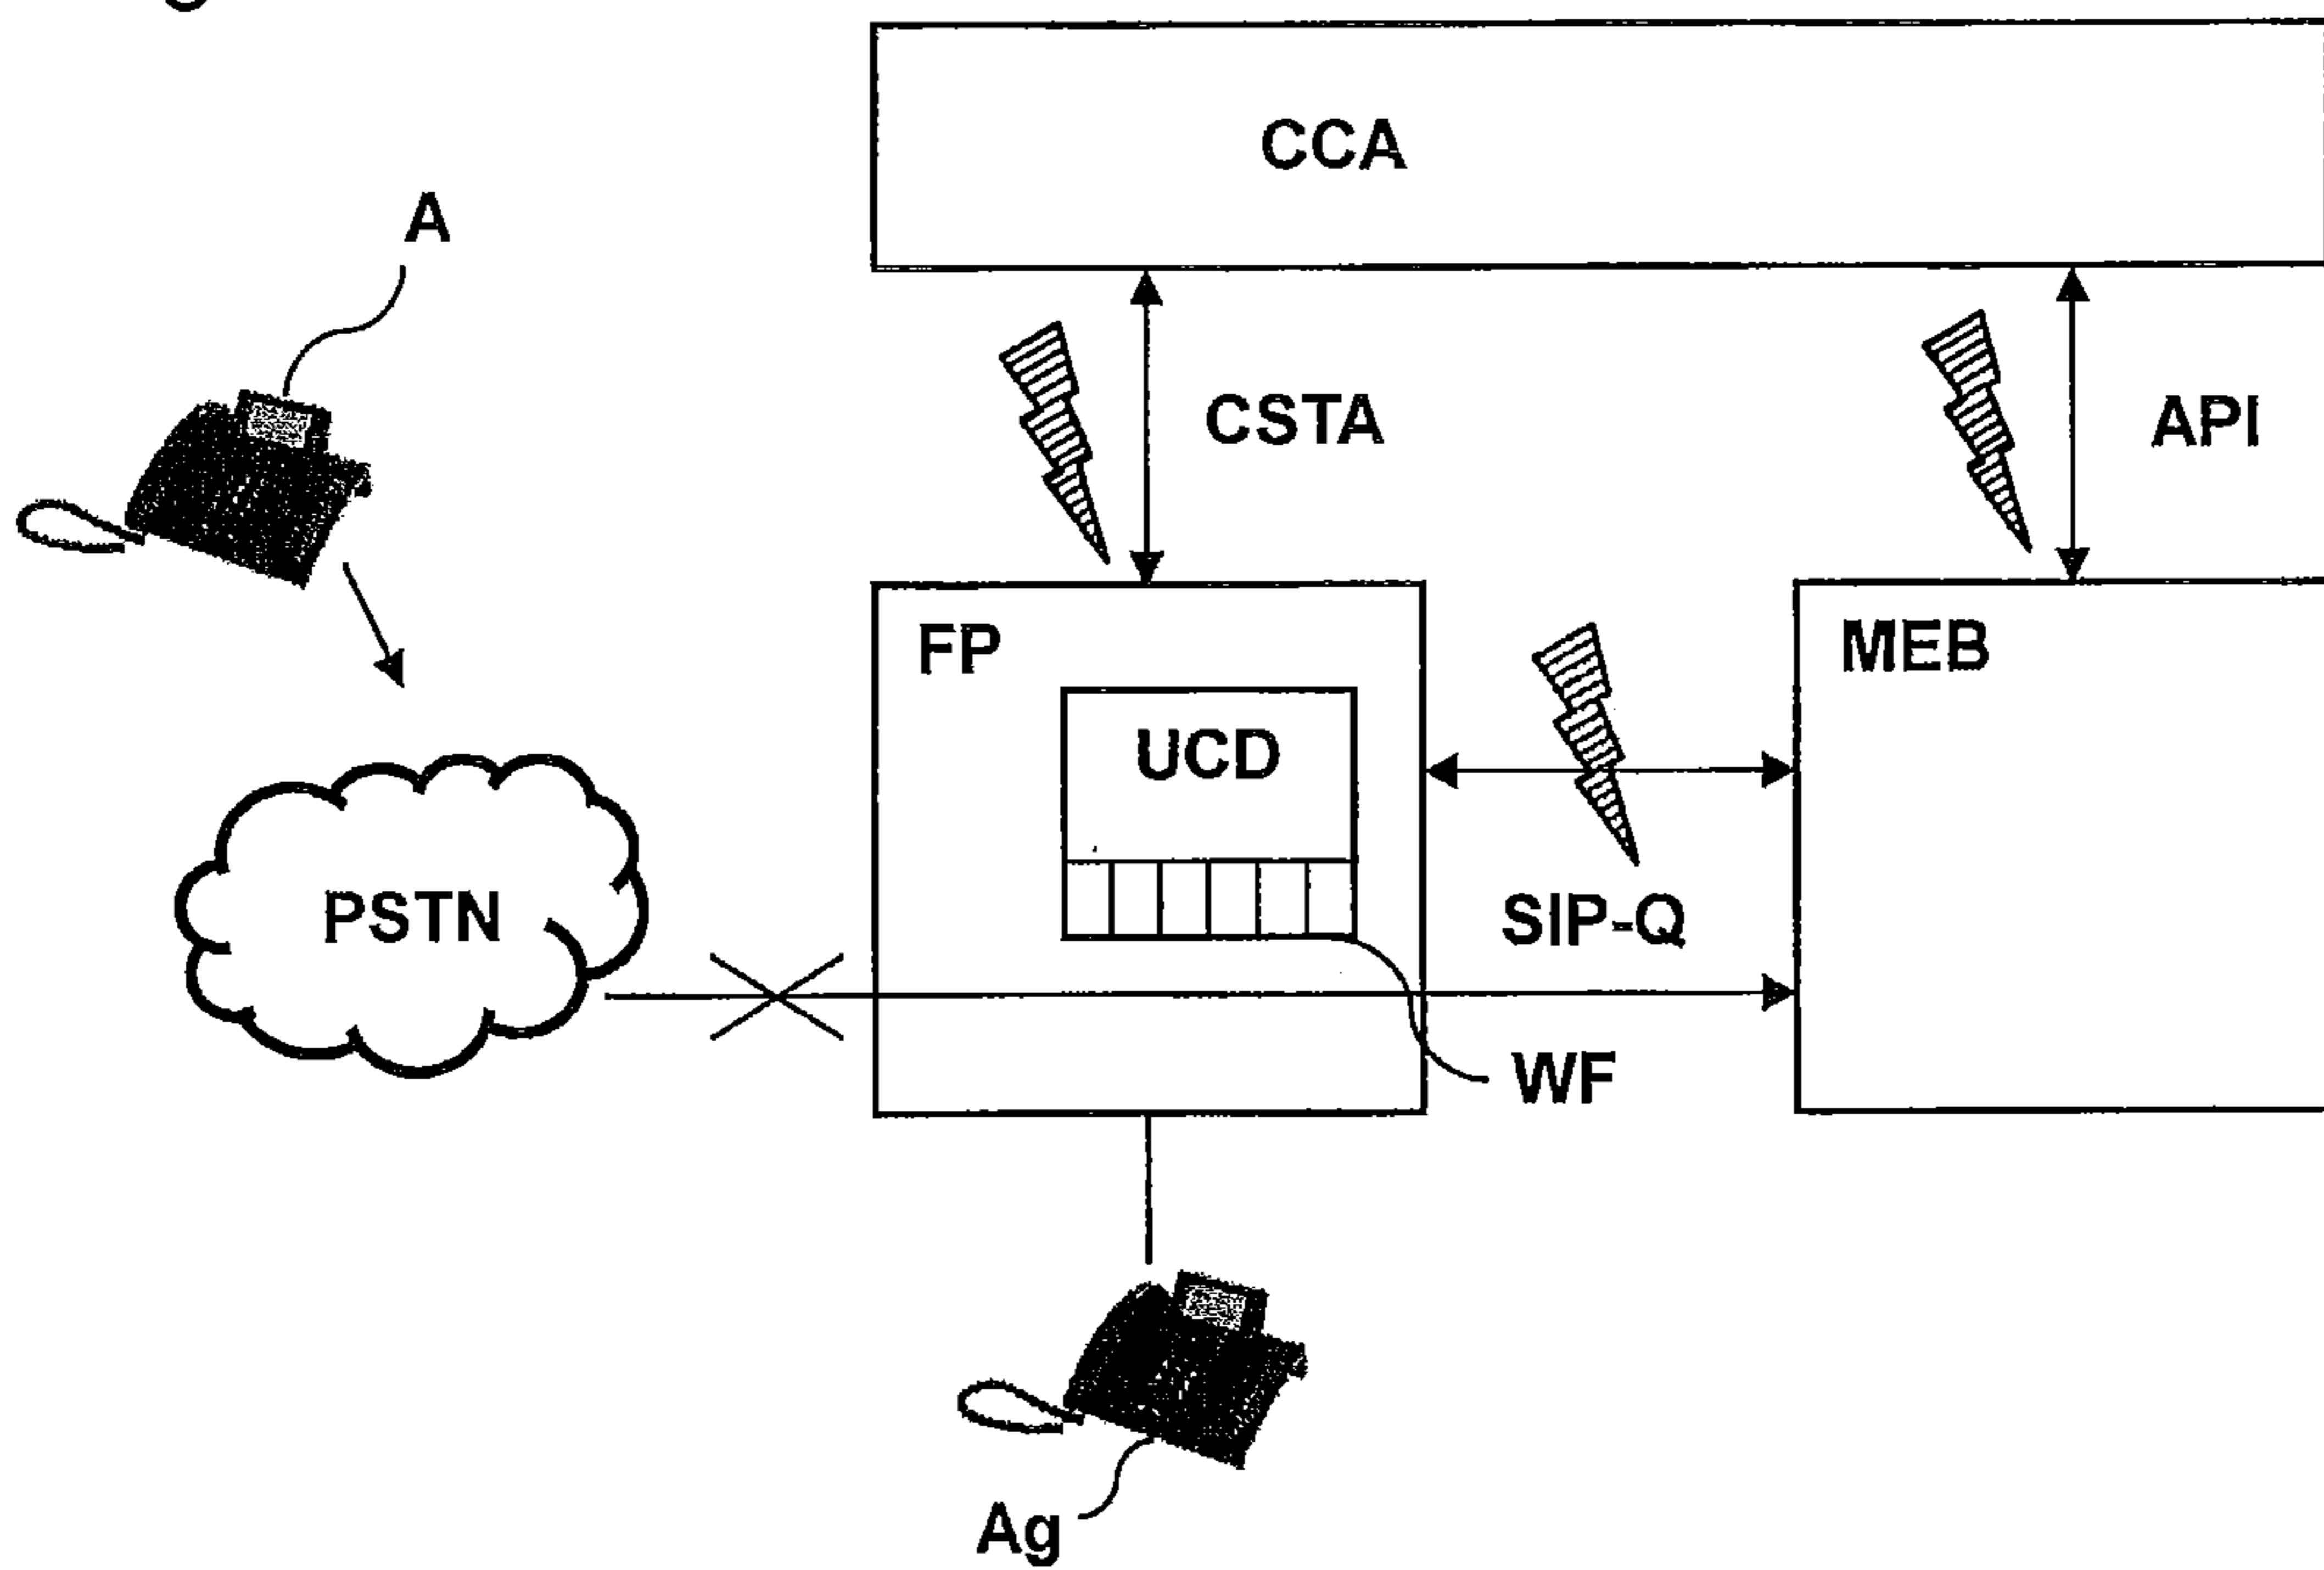 CCA
A
CSTA
API
FP
MEB
UCD
PSTN
SIP-Q
WF
Ag